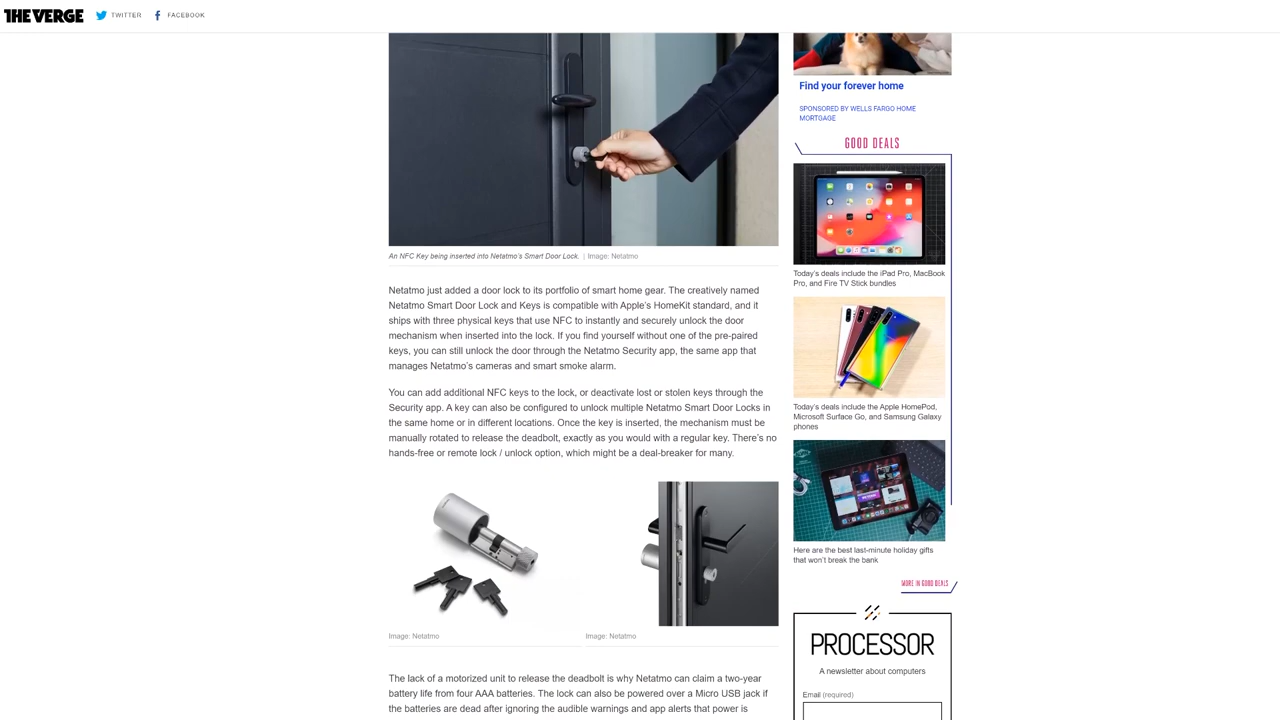 THE VERGE
TWITTER
FACEBOOK
An NFC Key being inserted into Netatmo's Smart Door Lock. | Image: Netatmo
Netatmo just added a door lock to its portfolio of smart home gear. The creatively named
Netatmo Smart Door Lock and Keys is compatible with Apple's HomeKit standard, and it
ships with three physical keys that use NFC to instantly and securely unlock the door
mechanism when inserted into the lock. If you find yourself without one of the pre-paired
keys, you can still unlock the door through the Netatmo Security app, the same app that
manages Netatmo's cameras and smart smoke alarm.
You can add additional NFC keys to the lock, or deactivate lost or stolen keys through the
Security app. A key can also be configured to unlock multiple Netatmo Smart Door Locks in
the same home or in different locations. Once the key is inserted, the mechanism must be
manually rotated to release the deadbolt, exactly as you would with a regular key. There's no
hands-free or remote lock / unlock option, which might be a deal-breaker for many.
Image: Netatmo
Image: Netatmo
The lack of a motorized unit to release the deadbolt is why Netatmo can claim a two-year
battery life from four AAA batteries. The lock can also be powered over a Micro USB jack if
the batteries are dead after ignoring the audible warnings and app alerts that power is
Find your forever home
SPONSORED BY WELLS FARGO HOME
MORTGAGE
GOOD DEALS
Today's deals include the iPad Pro, MacBook
Pro, and Fire TV Stick bundles
Today's deals include the Apple HomePod,
Microsoft Surface Go, and Samsung Galaxy
phones
Here are the best last-minute holiday gifts
that won't break the bank
MORE IN GOOD DEALS
PROCESSOR
A newsletter about computers
Email (required)